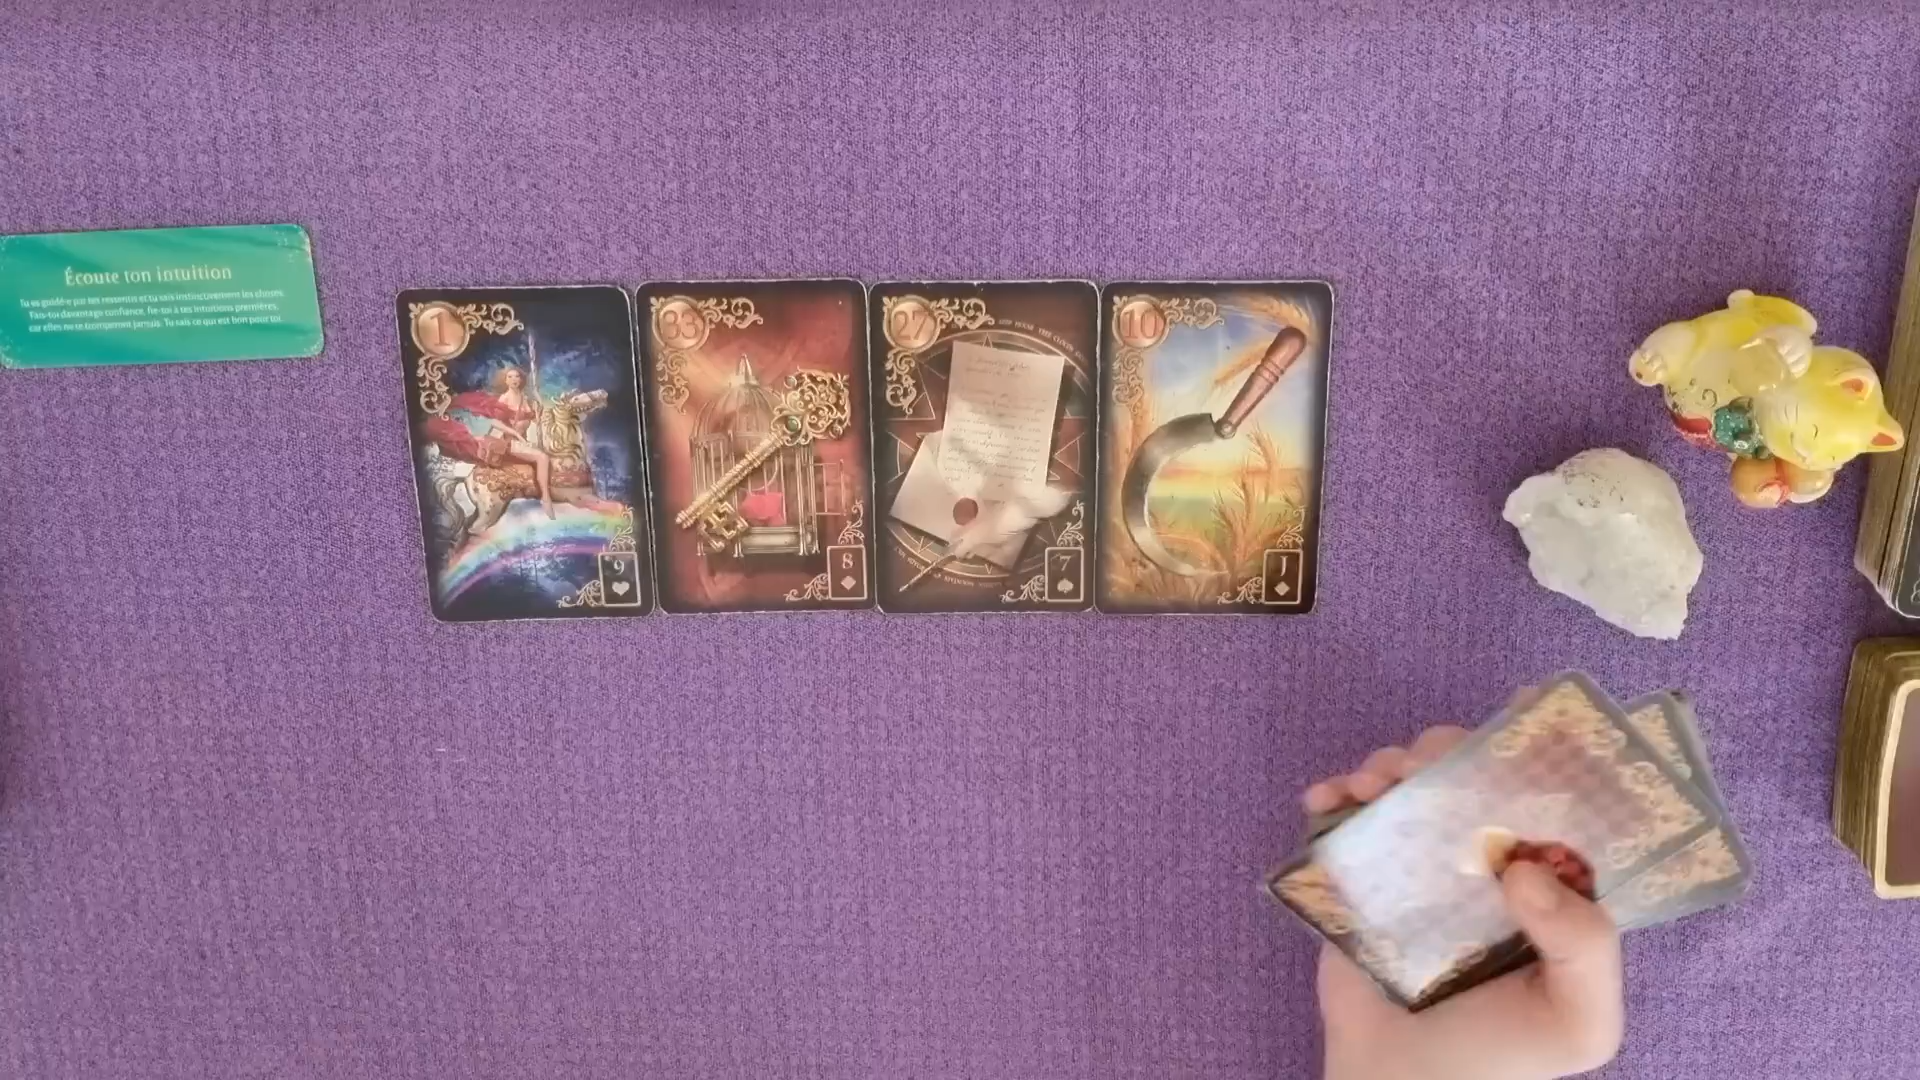 Écoute ton intuition
Tu es guidé·e par tes ressentis et tu sais instinctivement les choses.
Fais-toi davantage confiance, fie-toi à tes intuitions premières,
car elles ne te trompent jamais. Tu sais ce qui est bon pour toi.
1
9
33
8
27
7
10
J